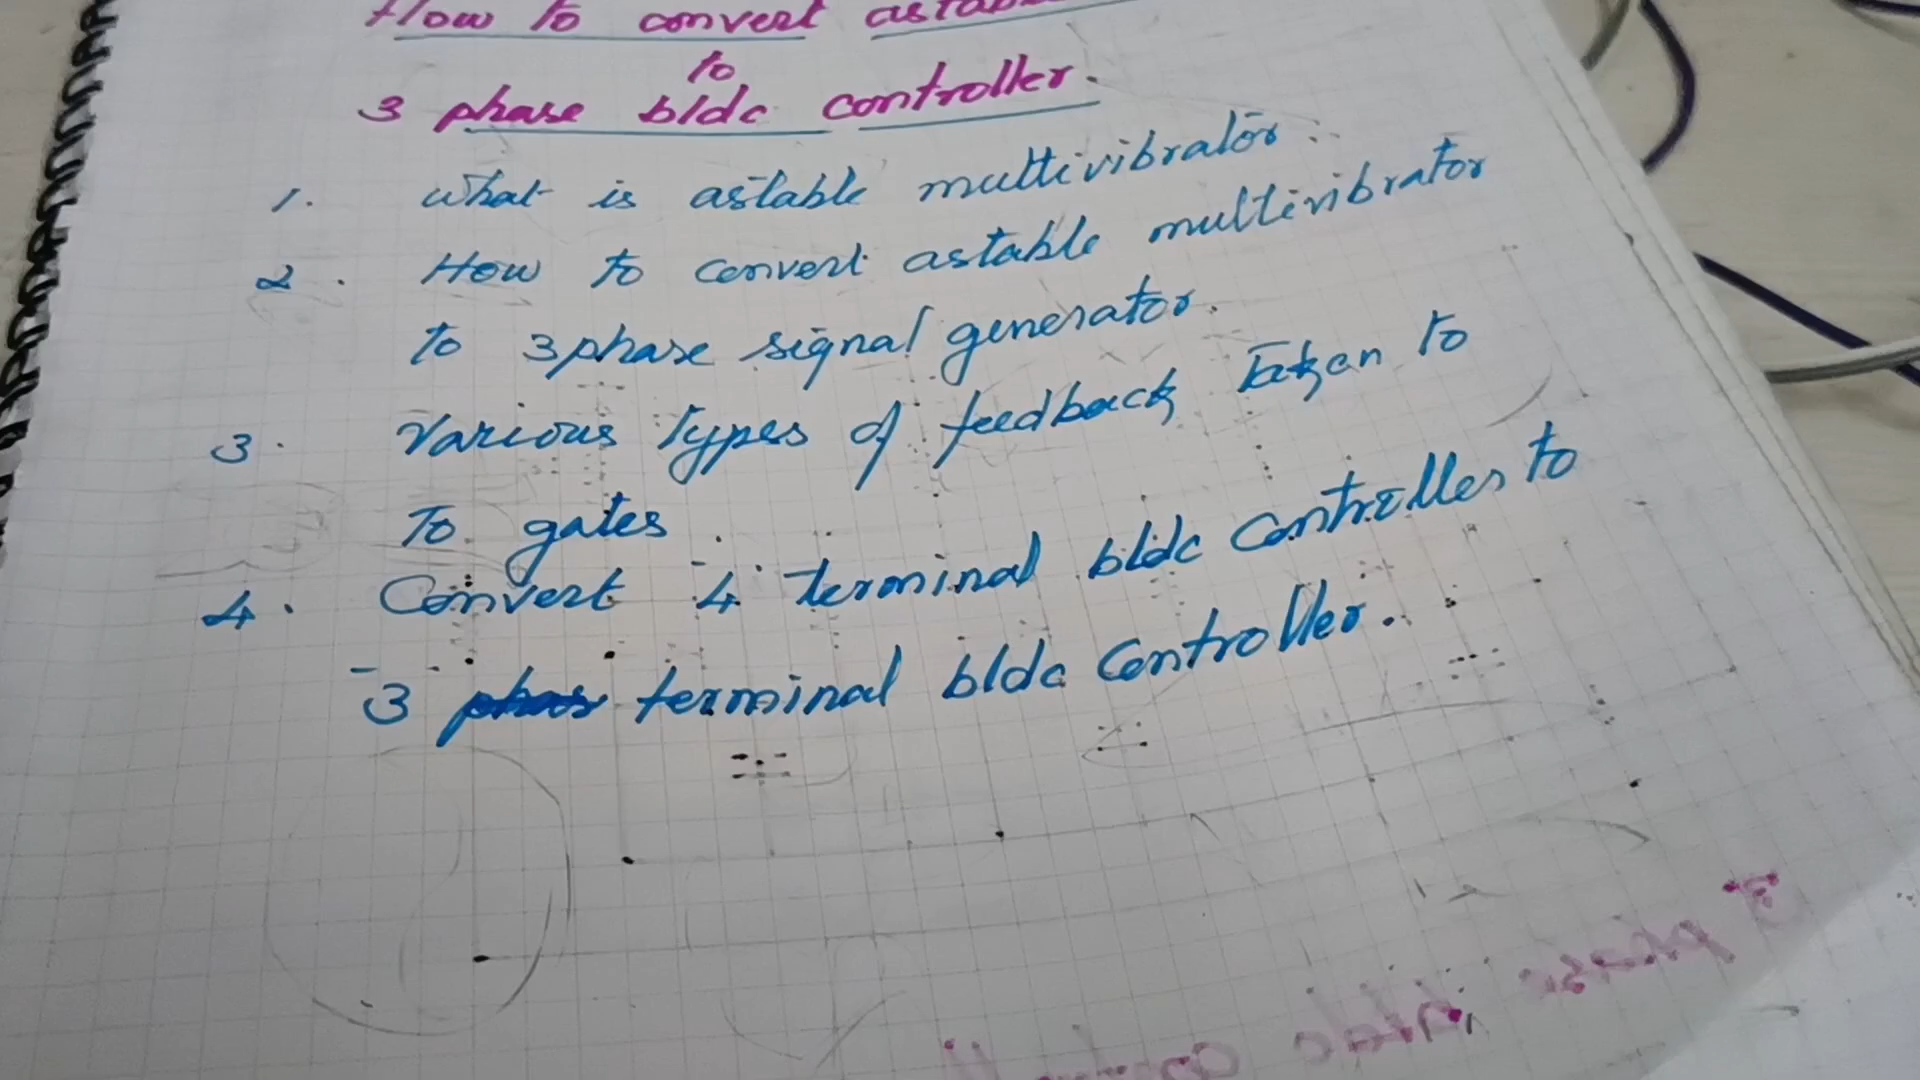 How to convert
to
3 phase bldc controller.
1. what is astable multivibrator.
2. How to convert astable multivibrator
to 3phase signal generator.
3. Various types of feedback Taken to
To gates
4. Convert 4 terminal bldc controller to
3 terminal bldc controller.
3 phase bldc